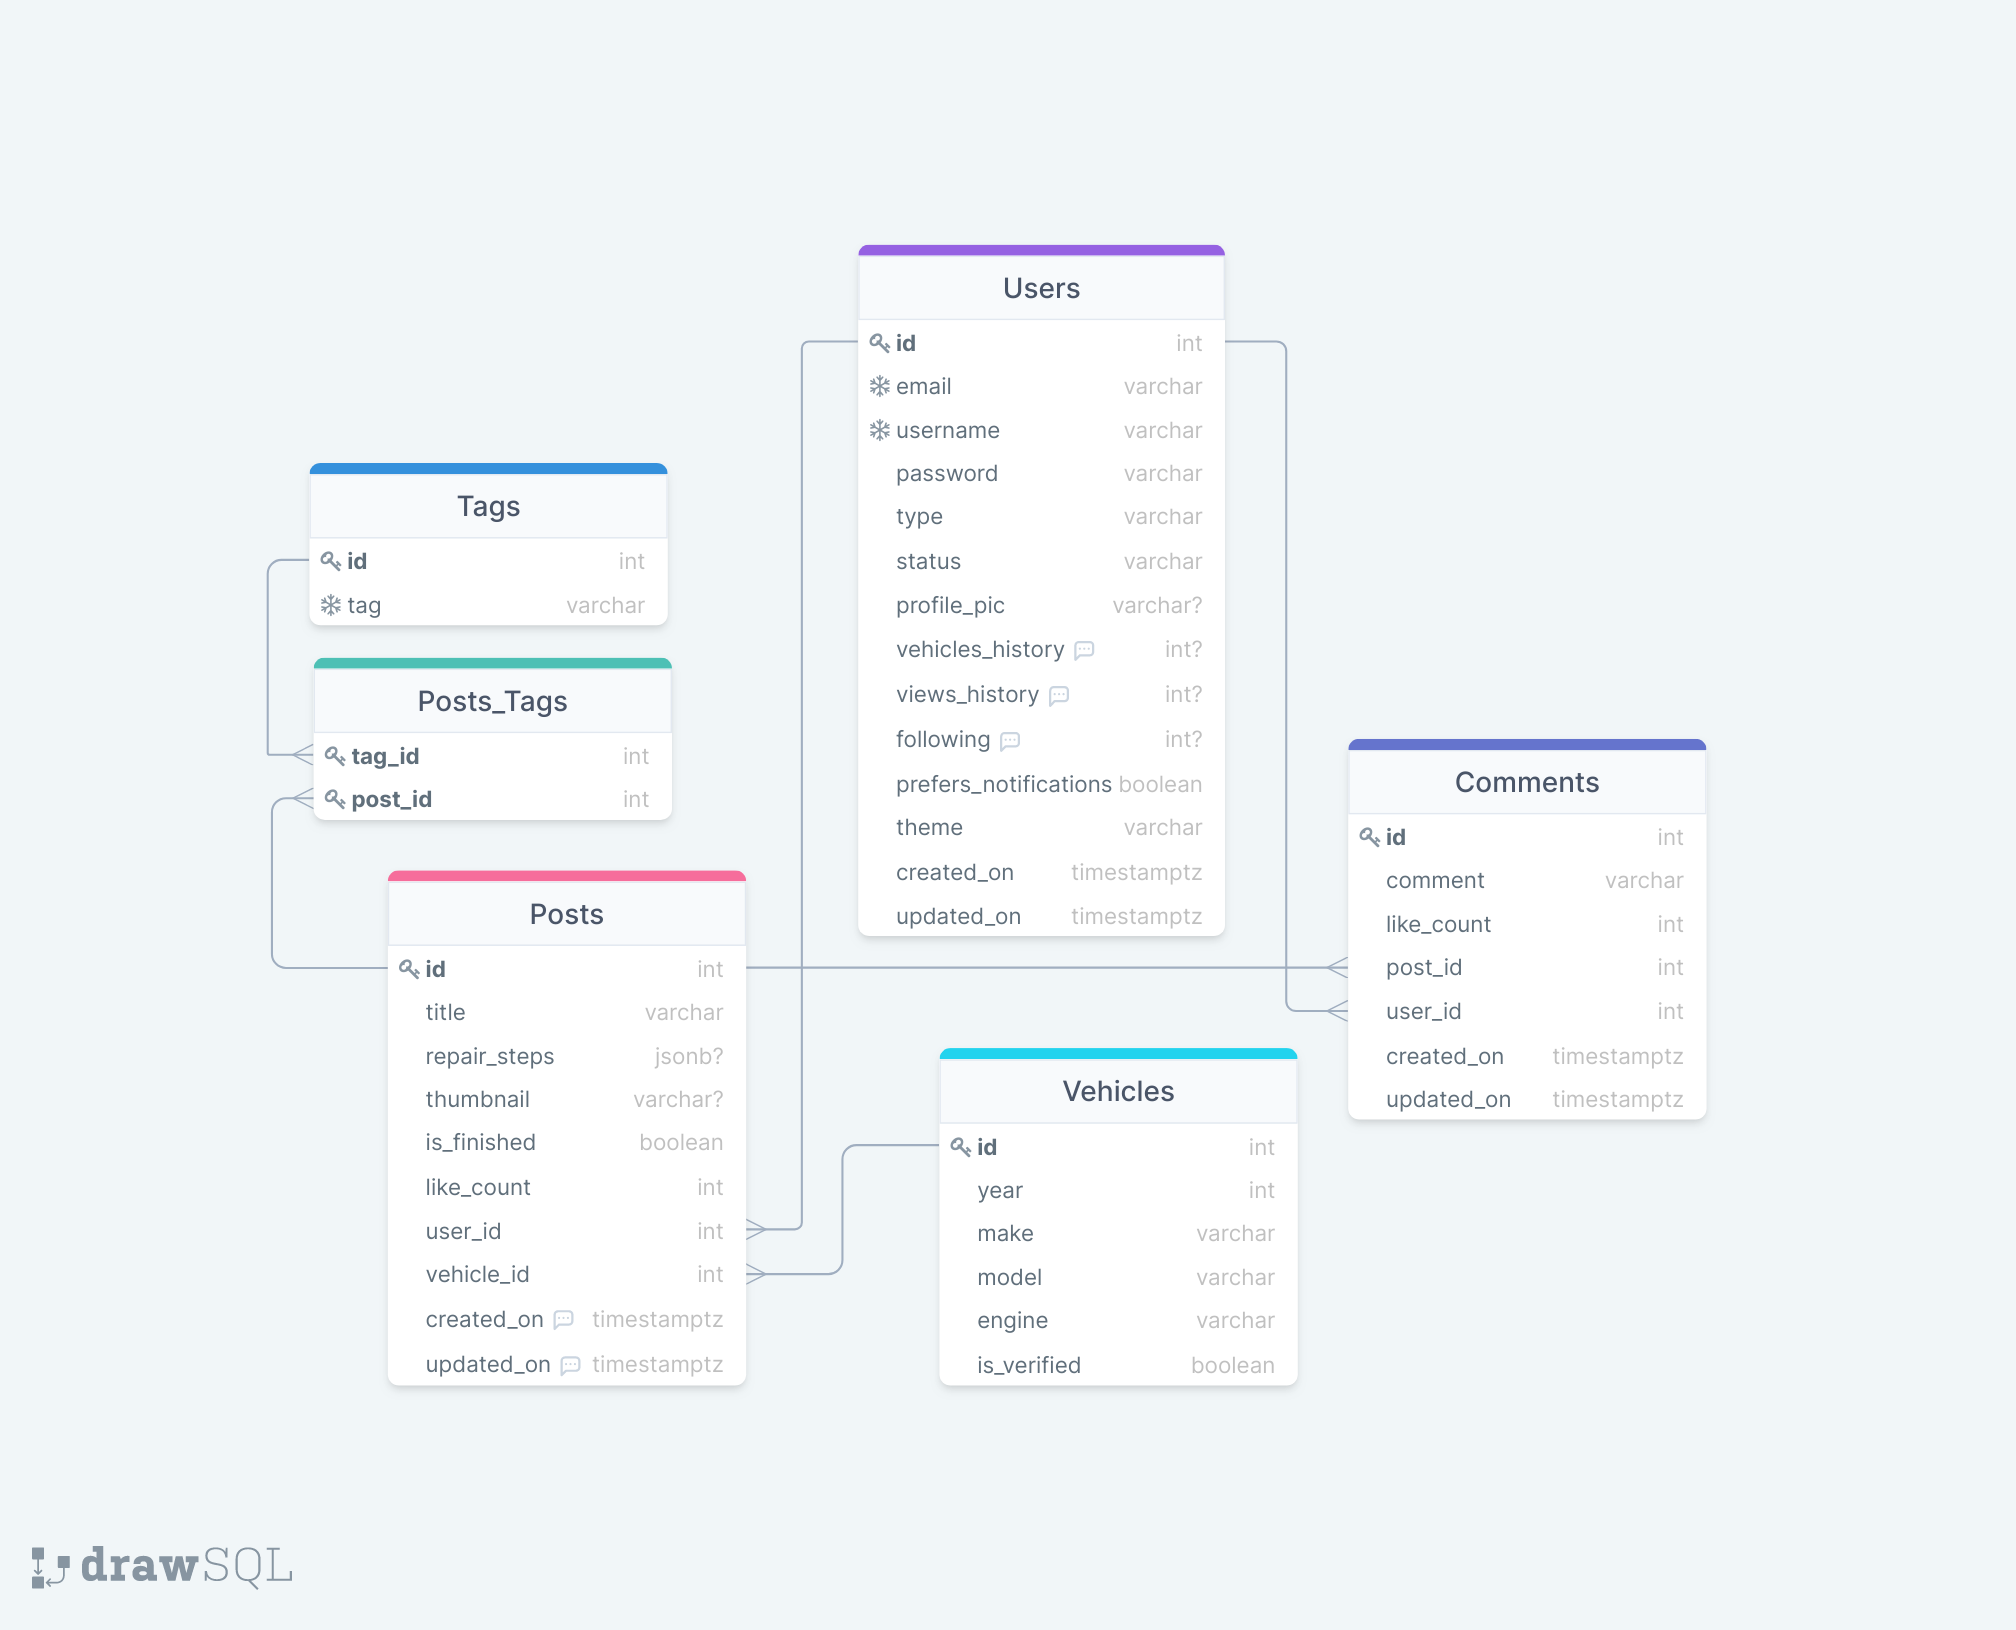 Users
id int
email varchar
username varchar
password varchar
type varchar
status varchar
profile_pic varchar?
vehicles_history int?
views_history int?
following int?
prefers_notifications boolean
theme varchar
created_on timestamptz
updated_on timestamptz
Tags
id int
tag varchar
Posts_Tags
tag_id int
post_id int
Posts
id int
title varchar
repair_steps jsonb?
thumbnail varchar?
is_finished boolean
like_count int
user_id int
vehicle_id int
created_on timestamptz
updated_on timestamptz
Vehicles
id int
year int
make varchar
model varchar
engine varchar
is_verified boolean
Comments
id int
comment varchar
like_count int
post_id int
user_id int
created_on timestamptz
updated_on timestamptz
drawSQL